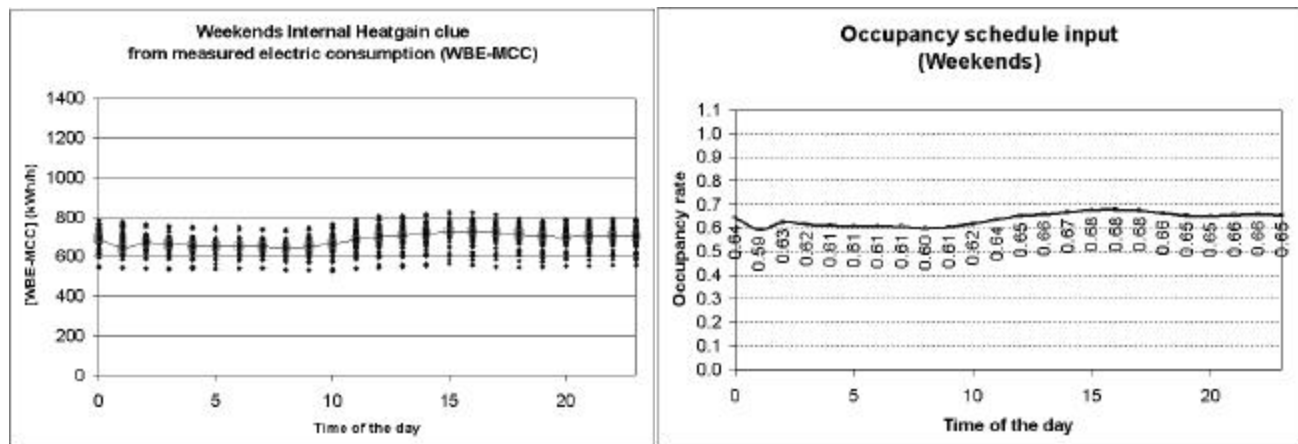 Weekends Internal Heatgain clue
from measured electric consumption (WBE-MCC)
[WBE-MCC] (kWh/h)
1400
1200
1000
800
600
400
200
0
0 5 10 15 20
Time of the day
Occupancy schedule input
(Weekends)
Occupancy rate
1.1
1.0
0.9
0.8
0.7
0.6
0.5
0.4
0.3
0.2
0.1
0.0
0.64 0.59 0.63 0.62 0.61 0.61 0.61 0.61 0.60 0.61 0.62 0.64 0.65 0.66 0.67 0.68 0.68 0.68 0.66 0.65 0.65 0.66 0.66 0.65
0 5 10 15 20
Time of the day